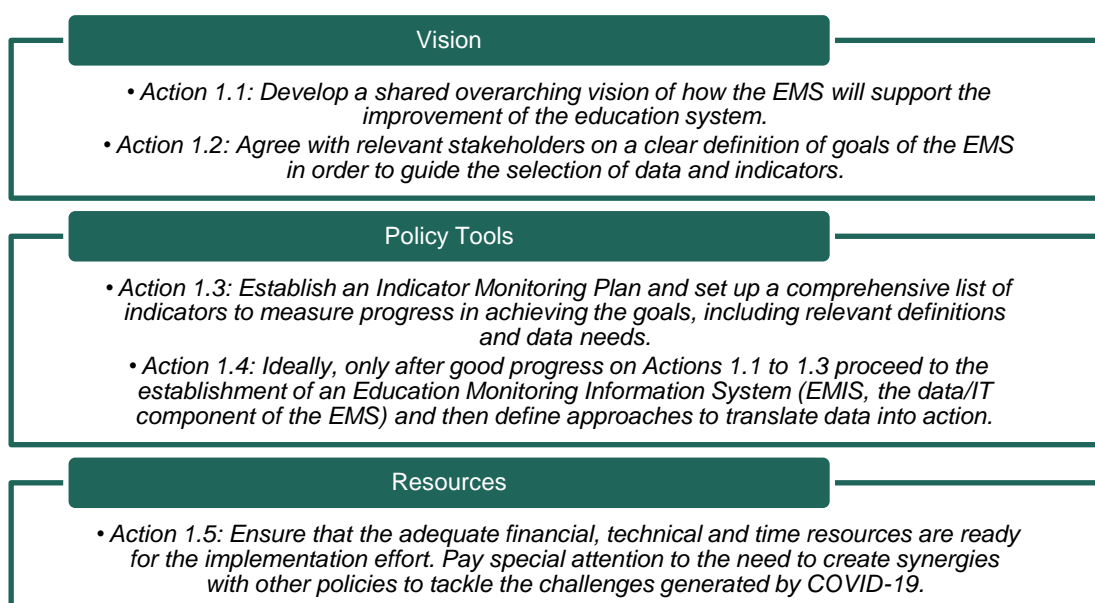 Vision
• Action 1.1: Develop a shared overarching vision of how the EMS will support the
improvement of the education system.
• Action 1.2: Agree with relevant stakeholders on a clear definition of goals of the EMS
in order to guide the selection of data and indicators.
Policy Tools
• Action 1.3: Establish an Indicator Monitoring Plan and set up a comprehensive list of
indicators to measure progress in achieving the goals, including relevant definitions
and data needs.
• Action 1.4: Ideally, only after good progress on Actions 1.1 to 1.3 proceed to the
establishment of an Education Monitoring Information System (EMIS, the data/IT
component of the EMS) and then define approaches to translate data into action.
Resources
• Action 1.5: Ensure that the adequate financial, technical and time resources are ready
for the implementation effort. Pay special attention to the need to create synergies
with other policies to tackle the challenges generated by COVID-19.